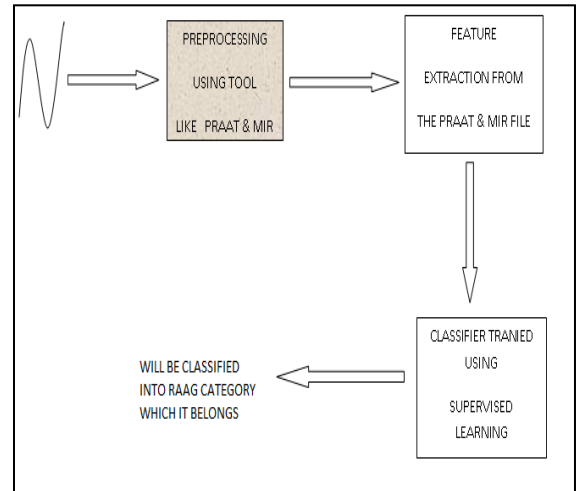 PREPROCESSING
USING TOOL
LIKE PRAAT & MIR
FEATURE
EXTRACTION FROM
THE PRAAT & MIR FILE
CLASSIFIER TRANIED
USING
SUPERVISED
LEARNING
WILL BE CLASSIFIED
INTO RAAG CATEGORY
WHICH IT BELONGS